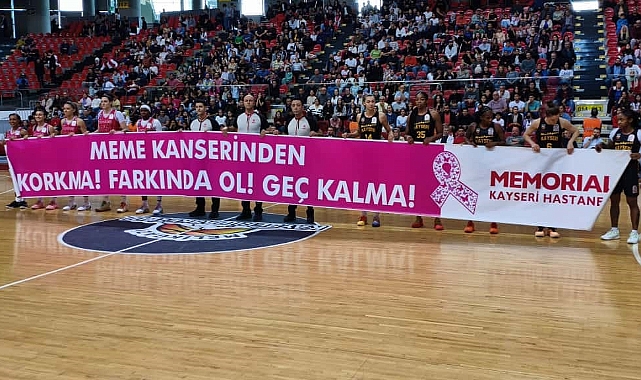 MEME KANSERİNDEN
KORKMA! FARKINDA OL! GEÇ KALMA!
MEMORIAL
KAYSERİ HASTANESİ